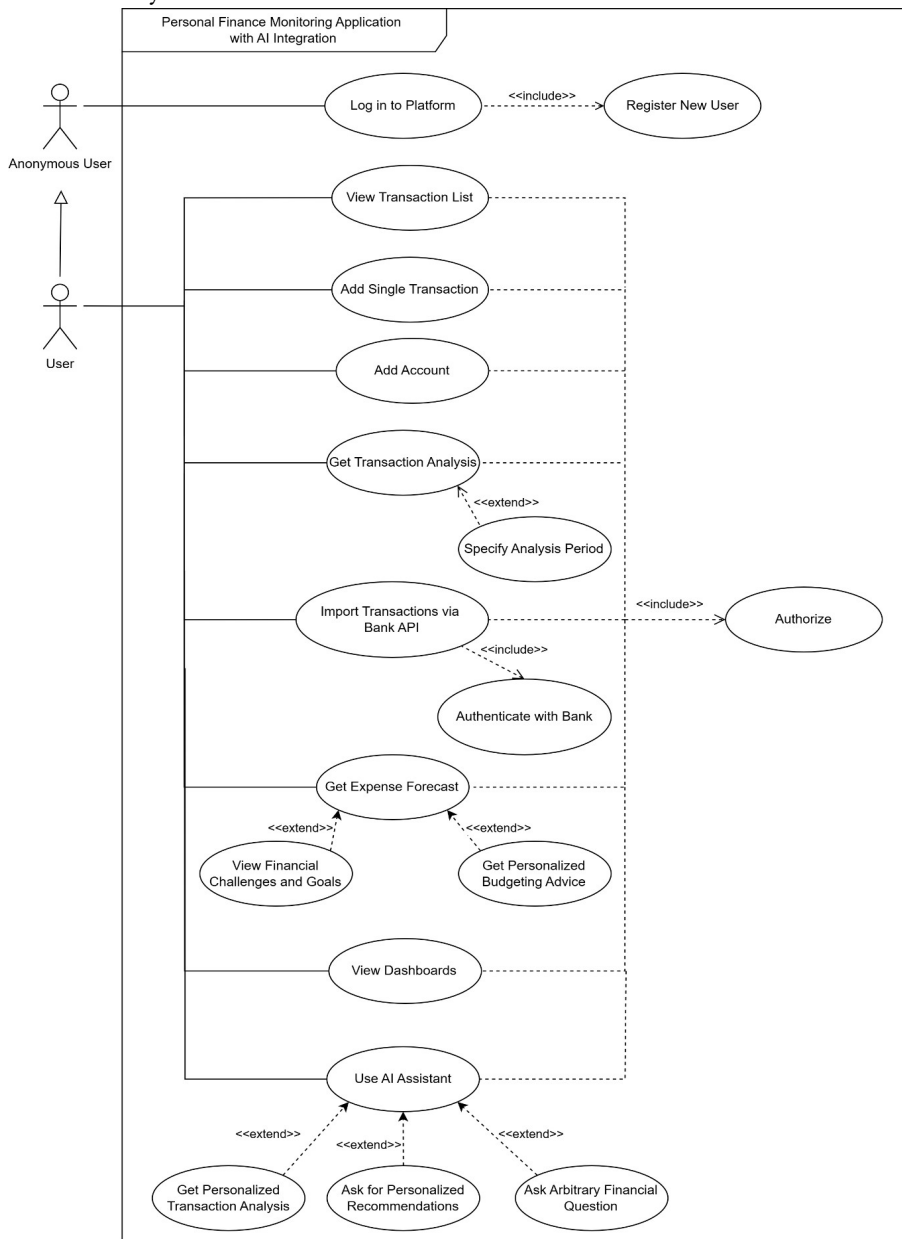 Personal Finance Monitoring Application
with AI Integration
Log in to Platform
<<include>>
Register New User
Anonymous User
View Transaction List
Add Single Transaction
User
Add Account
Get Transaction Analysis
<<extend>>
Specify Analysis Period
Import Transactions via
Bank API
<<include>>
Authorize
<<include>>
Authenticate with Bank
Get Expense Forecast
<<extend>>
<<extend>>
View Financial
Challenges and Goals
Get Personalized
Budgeting Advice
View Dashboards
Use AI Assistant
<<extend>>
<<extend>>
<<extend>>
Get Personalized
Transaction Analysis
Ask for Personalized
Recommendations
Ask Arbitrary Financial
Question